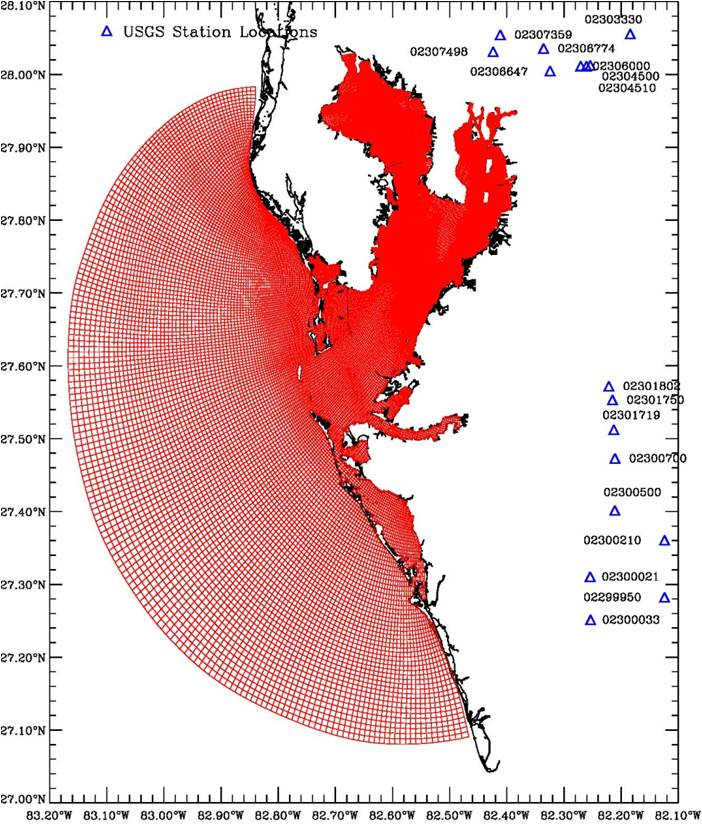 28.10°N
02303330
USGS Station Locations
02307359
02307498
02306774
28.00°N
02306647
02306000
02304500
02304510
27.90°N
27.80°N
27.70°N
27.60°N
02301802
02301750
02301719
27.50°N
02300700
02300500
27.40°N
02300210
27.30°N
02300021
02299950
02300033
27.20°N
27.10°N
27.00°N
83.20°W 83.10°W 83.00°W 82.90°W 82.80°W 82.70°W 82.60°W 82.50°W 82.40°W 82.30°W 82.20°W 82.10°W